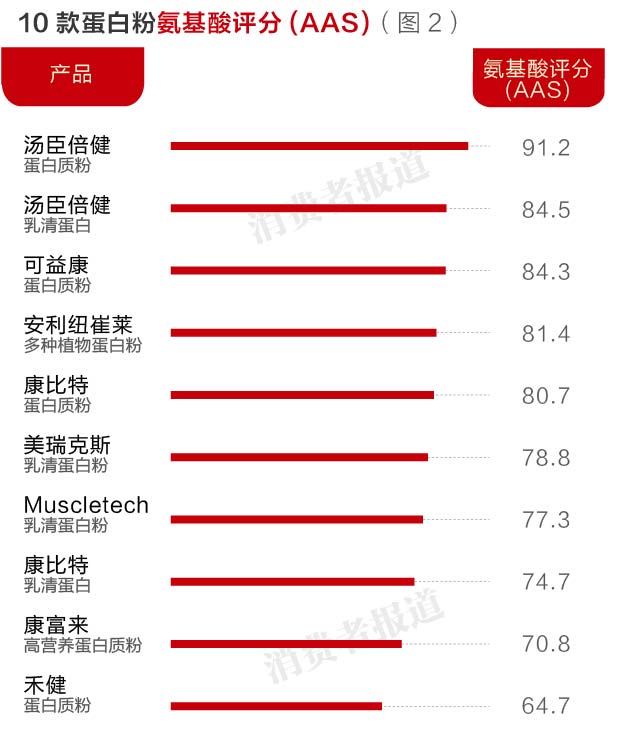 10 款蛋白粉氨基酸评分（AAS）（图 2）
产品
氨基酸评分
（AAS）
汤臣倍健
蛋白质粉
91.2
汤臣倍健
乳清蛋白
84.5
可益康
蛋白质粉
84.3
安利纽崔莱
多种植物蛋白粉
81.4
康比特
蛋白质粉
80.7
美瑞克斯
乳清蛋白粉
78.8
Muscletech
乳清蛋白粉
77.3
康比特
乳清蛋白
74.7
康富来
高营养蛋白质粉
70.8
禾健
蛋白质粉
64.7
消费者报道
消费者报道